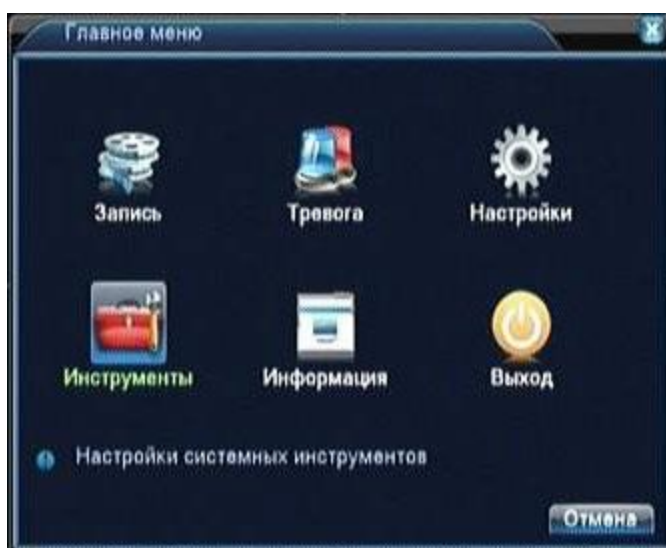 Главное меню
Запись
Тревога
Настройки
Инструменты
Информация
Выход
Настройки системных инструментов
Отмена